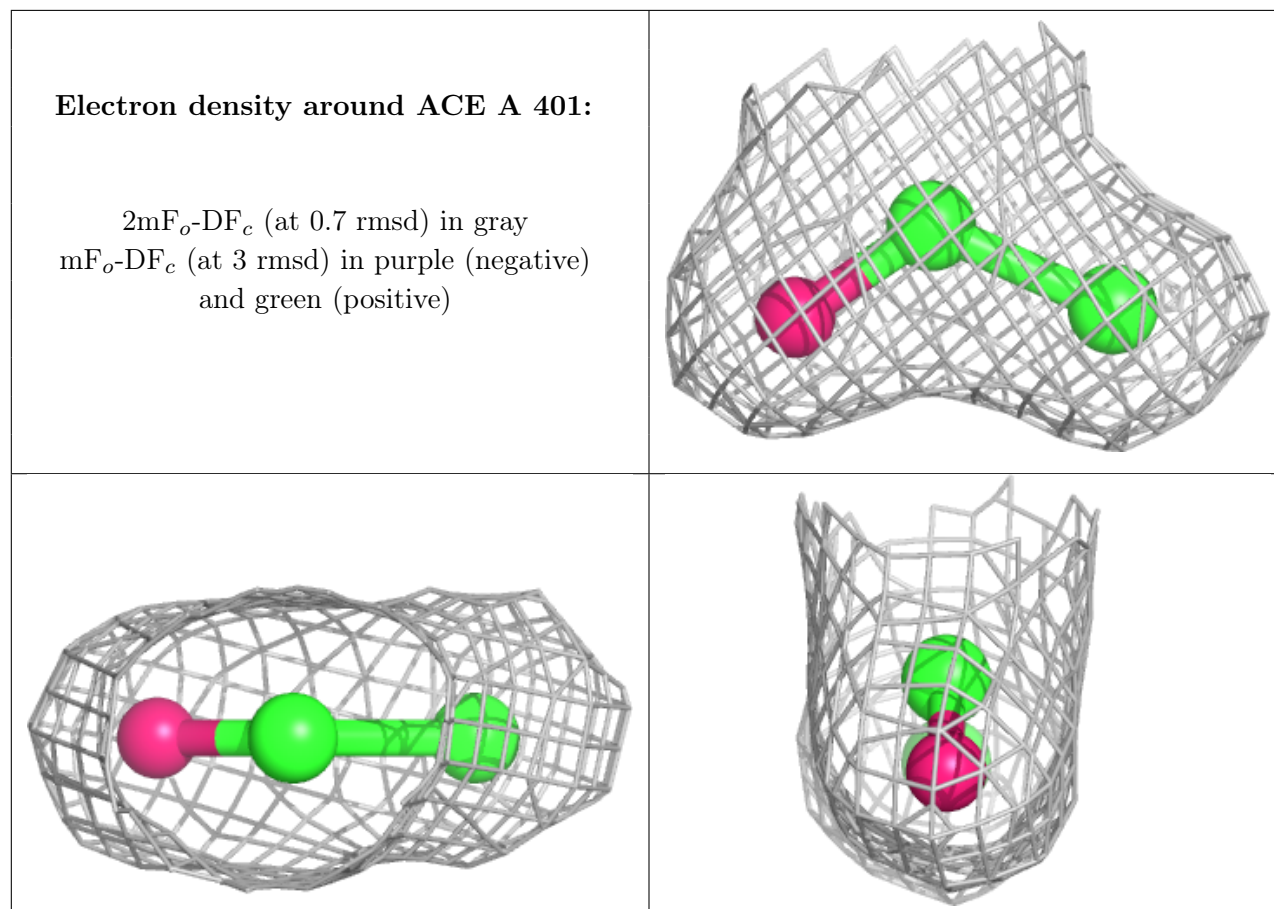 Electron density around ACE A 401:
2mFₒ-DF𝒸 (at 0.7 rmsd) in gray
mFₒ-DF𝒸 (at 3 rmsd) in purple (negative)
and green (positive)